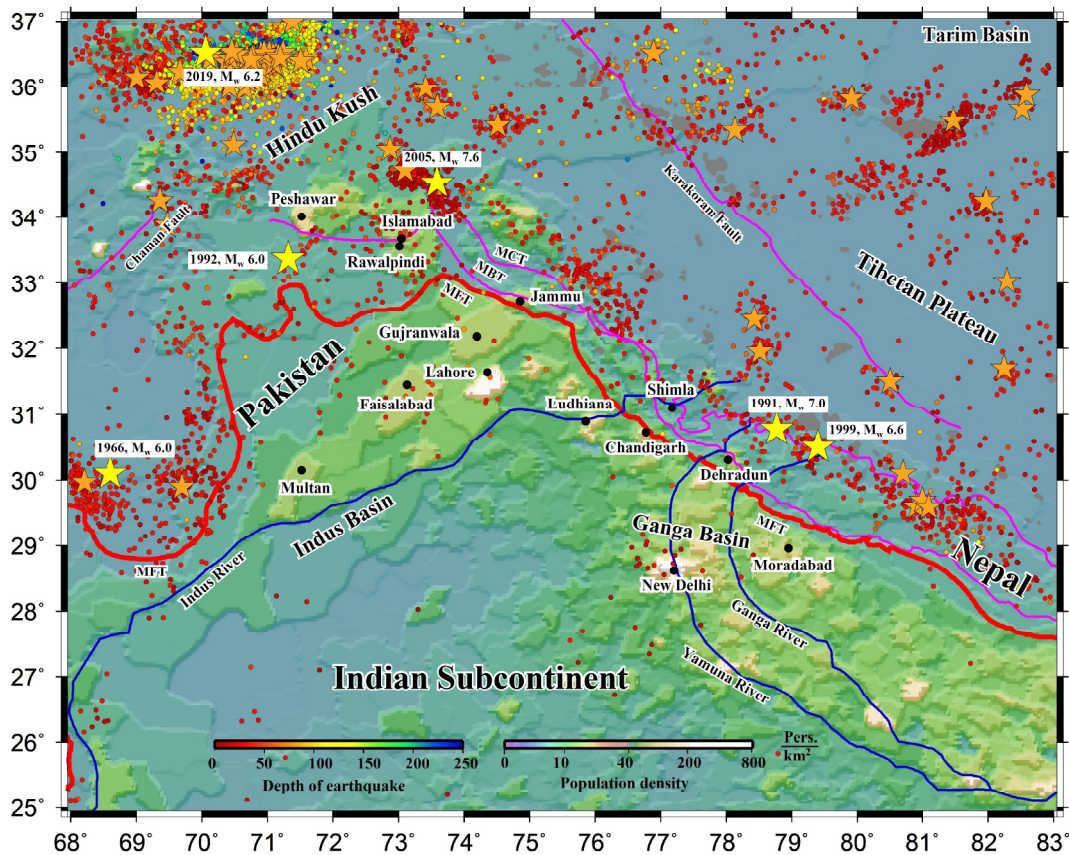 37°
36°
35°
34°
33°
32°
31°
30°
29°
28°
27°
26°
25°
Tarim Basin
2019, Mw 6.2
Hindu Kush
2005, Mw 7.6
Peshawar
Islamabad
Karakoram Fault
Chaman Fault
1992, Mw 6.0
Rawalpindi
MCT
MBT
Tibetan Plateau
MFT
Jammu
Gujranwala
Pakistan
Lahore
Shimla
Faisalabad
Ludhiana
1991, Mw 7.0
1999, Mw 6.6
1966, Mw 6.0
Chandigarh
Multan
Dehradun
Indus Basin
Ganga Basin
MFT
Nepal
MFT
Indus River
Moradabad
New Delhi
Ganga River
Indian Subcontinent
Yamuna River
Pers.
km2
0 50 100 150 200 250
Depth of earthquake
0 10 40 200 800
Population density
68 69° 70° 71° 72° 73° 74° 75° 76° 77° 78° 79° 80° 81° 82° 83